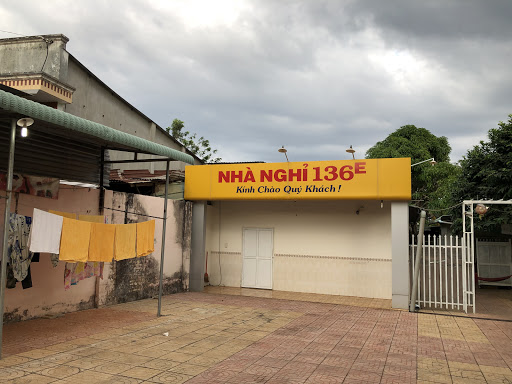 NHÀ NGHỈ 136E
Kính Chào Quý Khách !